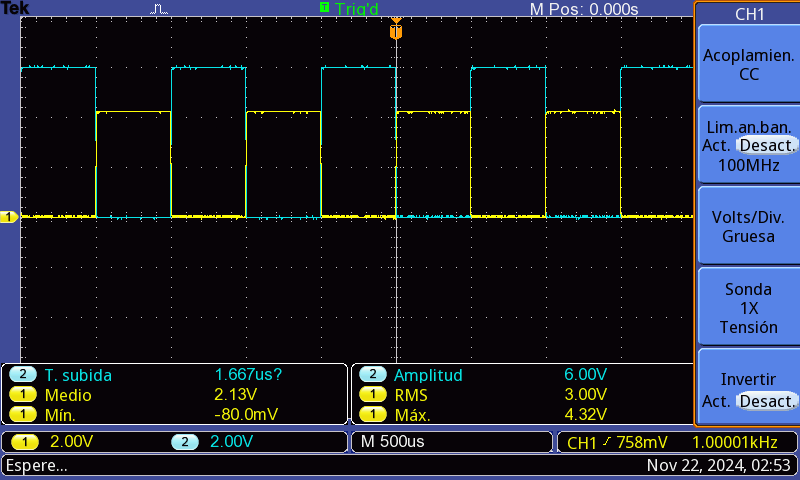 Tek T Trig'd M Pos: 0.000s
T
1
CH1
Acoplamien.
CC
Lim.an.ban.
Act. Desact.
100MHz
Volts/Div.
Gruesa
Sonda
1X
Tensión
Invertir
Act. Desact.
2 T. subida 1.667us?
1 Medio 2.13V
1 Mín. -80.0mV
2 Amplitud 6.00V
1 RMS 3.00V
1 Máx. 4.32V
1 2.00V 2 2.00V M 500us CH1 758mV 1.00001kHz
Espere... Nov 22, 2024, 02:53